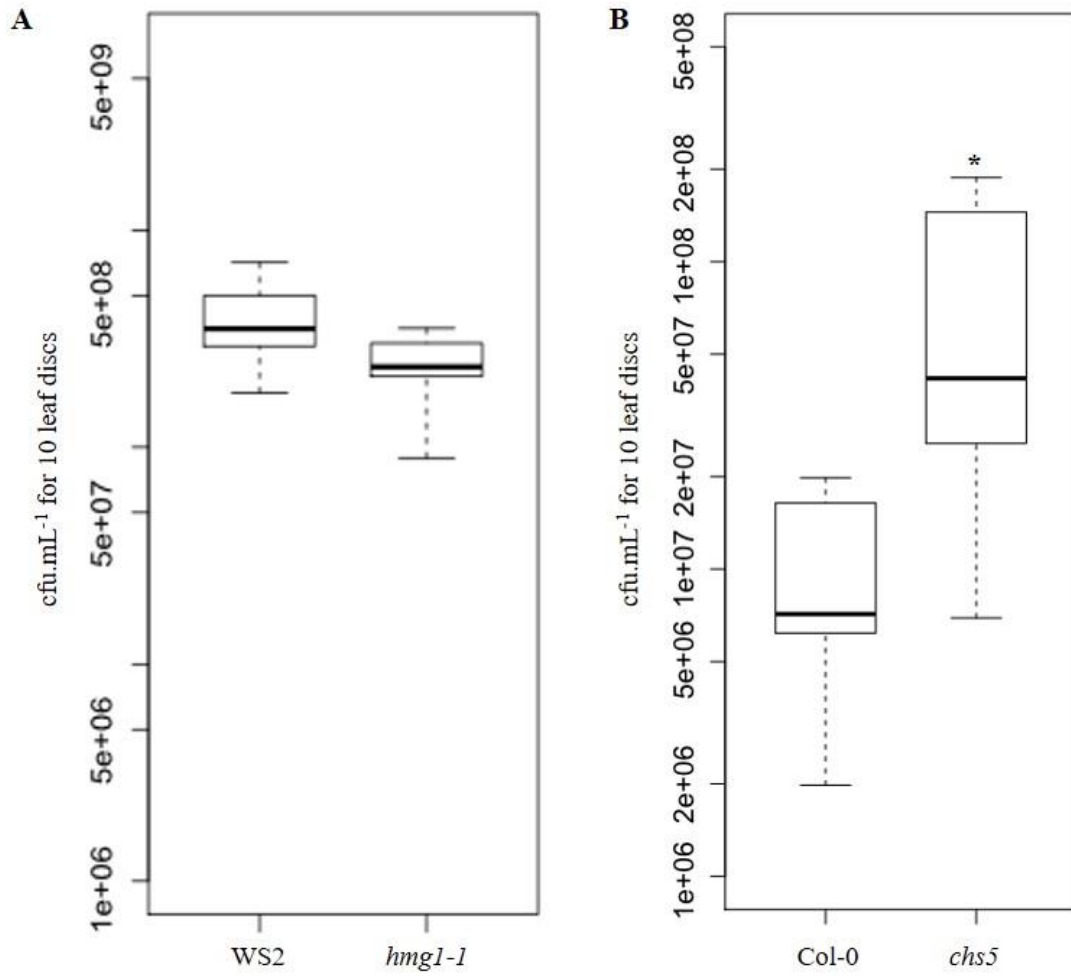 A
5e+09
5e+08
5e+07
5e+06
1e+06
cfu.mL⁻¹ for 10 leaf discs
WS2
hmg1-1
B
5e+08
2e+08
1e+08
5e+07
2e+07
1e+07
5e+06
2e+06
1e+06
cfu.mL⁻¹ for 10 leaf discs
*
Col-0
chs5